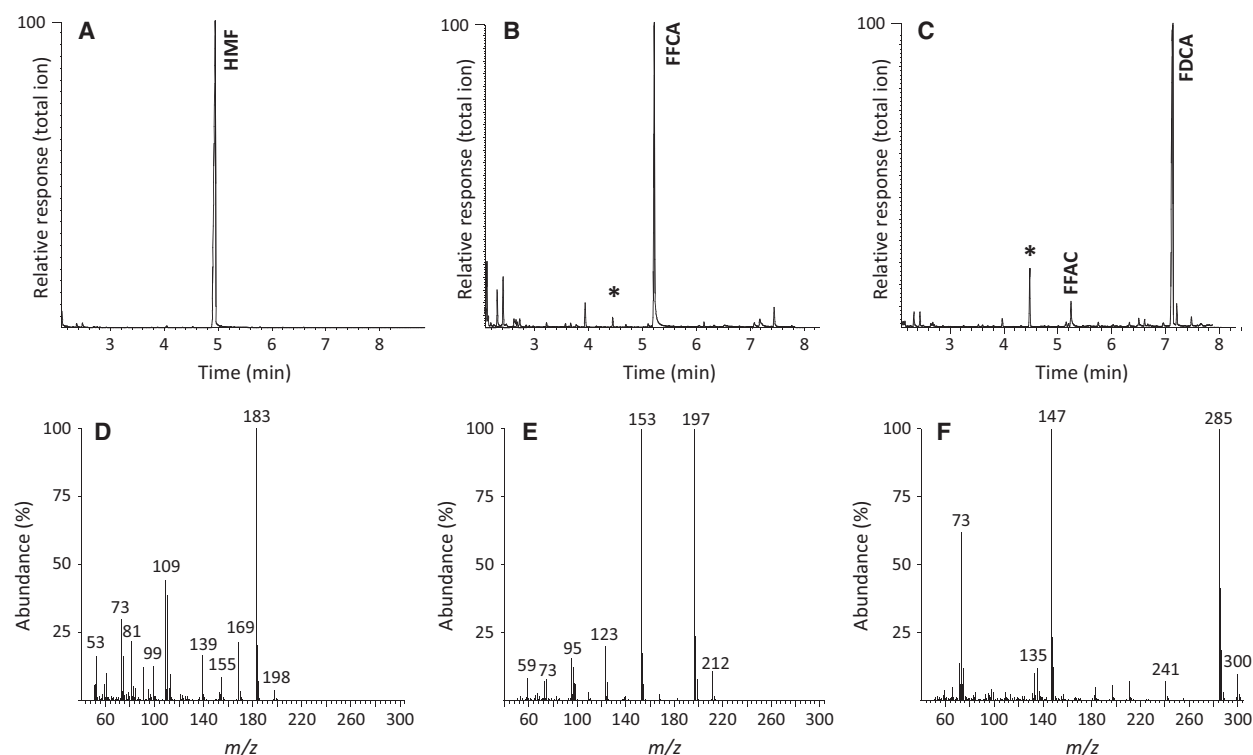 A
100
HMF
Relative response (total ion)
3 4 5 6 7 8
Time (min)
B
100
*
FFCA
Relative response (total ion)
3 4 5 6 7 8
Time (min)
C
100
*
FFAC
FDCA
Relative response (total ion)
3 4 5 6 7 8
Time (min)
D
183
100
75
50
25
Abundance (%)
53
73
81
99
109
139
155
169
198
60 100 140 180 220 260 300
m/z
E
153
197
100
75
50
25
Abundance (%)
59
73
95
123
212
60 100 140 180 220 260 300
m/z
F
147
285
100
75
50
25
Abundance (%)
73
135
241
300
60 100 140 180 220 260 300
m/z